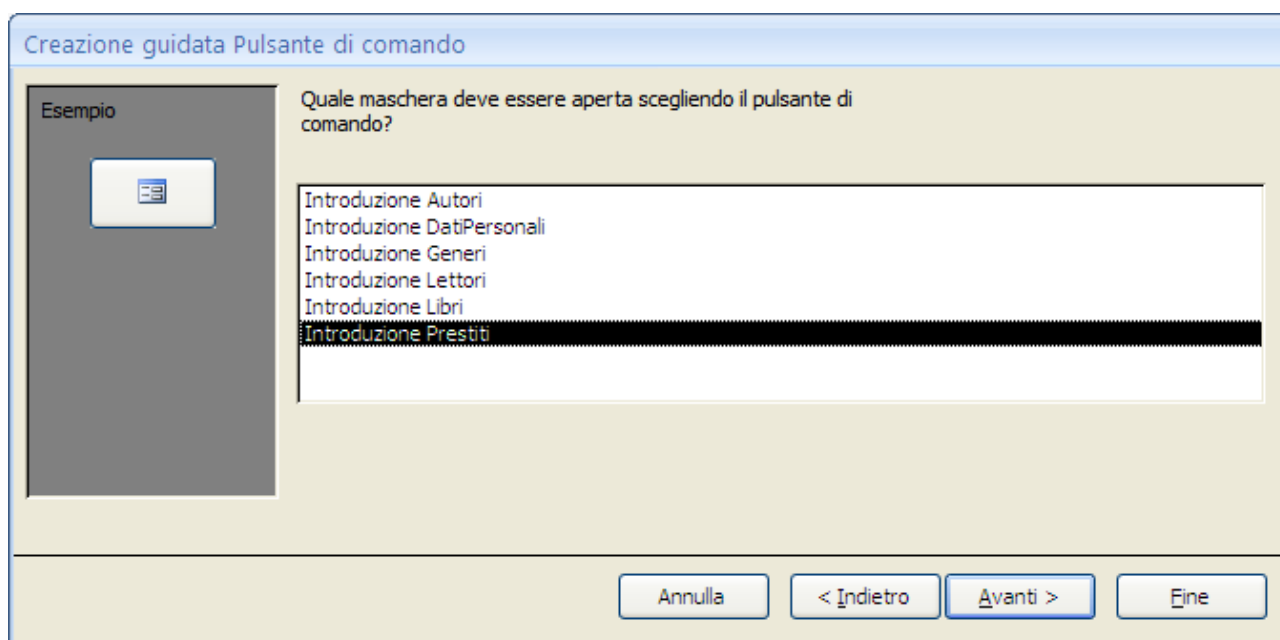 Creazione guidata Pulsante di comando
Esempio
Quale maschera deve essere aperta scegliendo il pulsante di
comando?
Introduzione Autori
Introduzione DatiPersonali
Introduzione Generi
Introduzione Lettori
Introduzione Libri
Introduzione Prestiti
Annulla
< Indietro
Avanti >
Fine